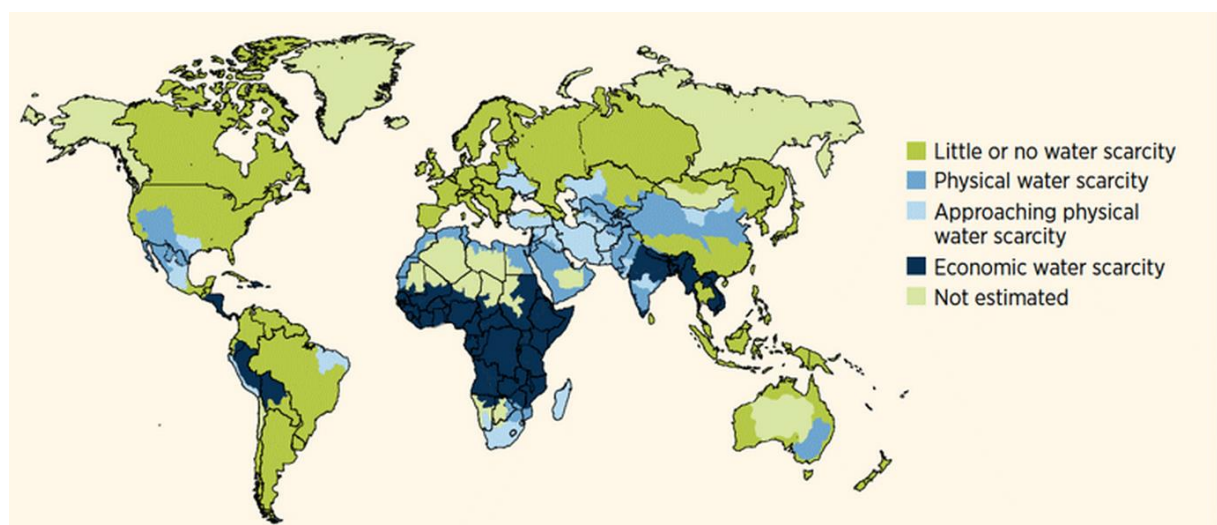 Little or no water scarcity
Physical water scarcity
Approaching physical
water scarcity
Economic water scarcity
Not estimated